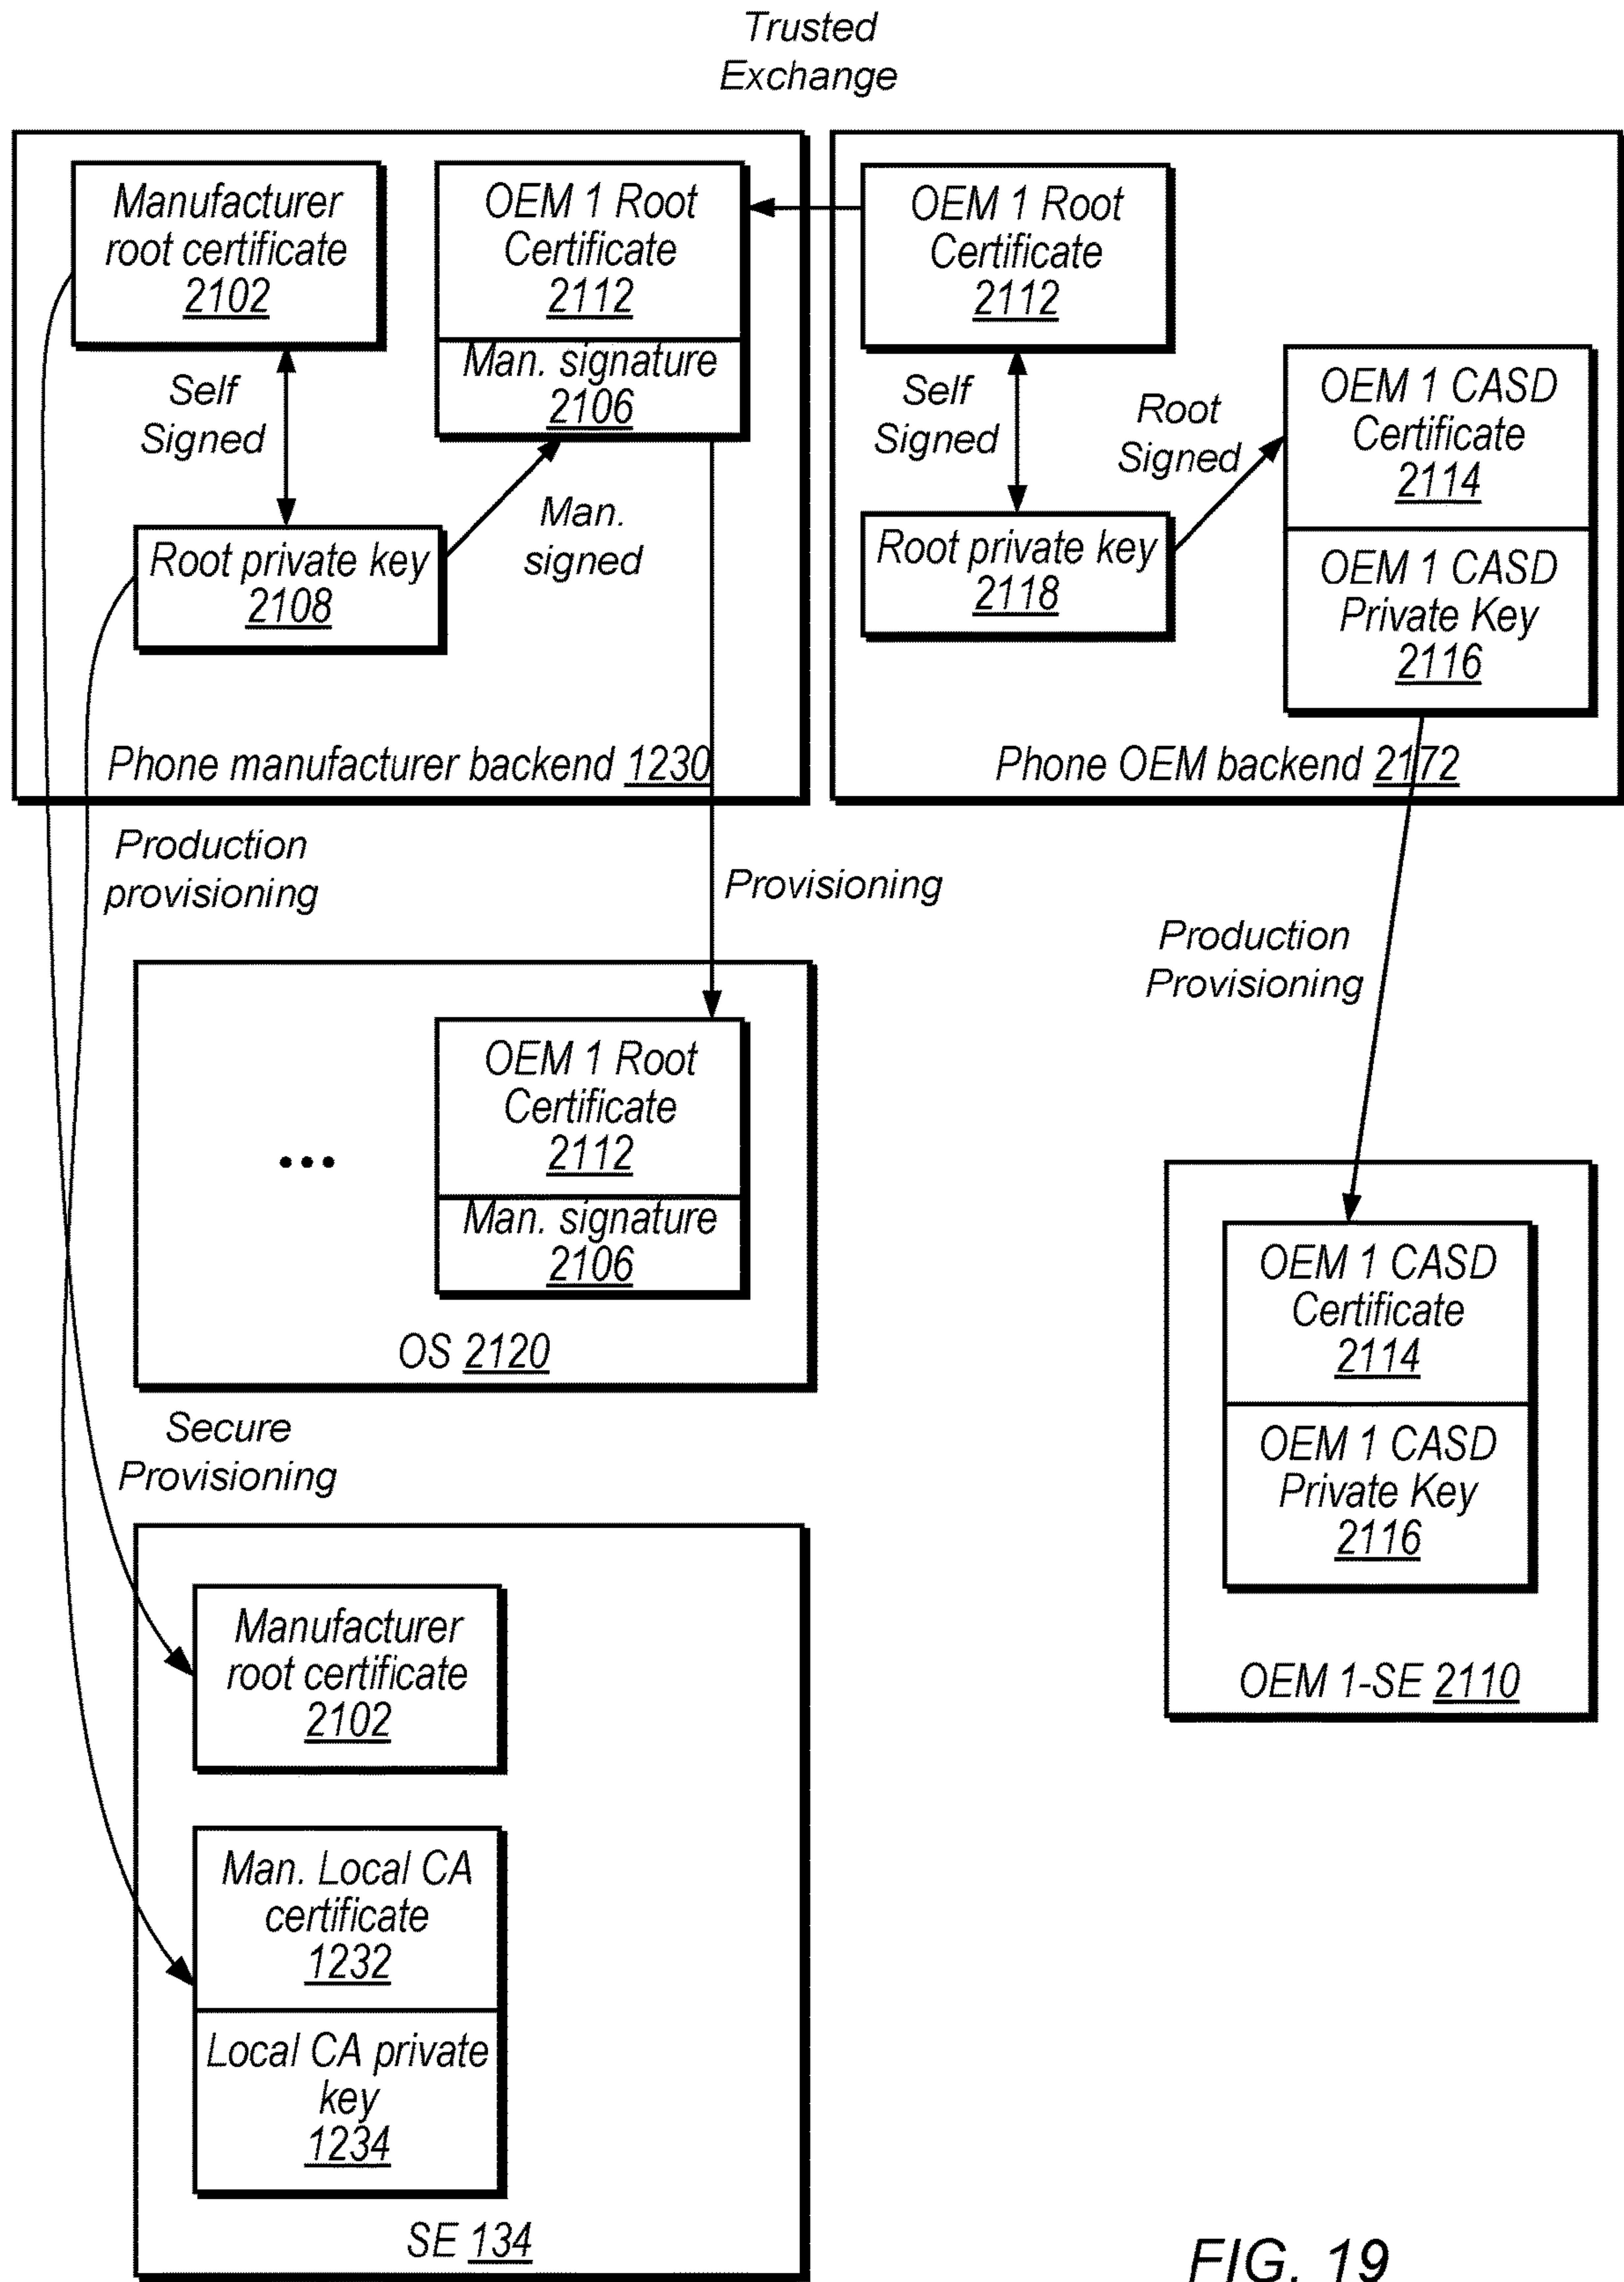 Trusted
Exchange
Manufacturer
root certificate
2102
OEM 1 Root
Certificate
2112
Man. signature
2106
Self
Signed
Man.
signed
Root private key
2108
Phone manufacturer backend 1230
OEM 1 Root
Certificate
2112
Self
Signed
Root
Signed
OEM 1 CASD
Certificate
2114
OEM 1 CASD
Private Key
2116
Root private key
2118
Phone OEM backend 2172
Production
provisioning
Provisioning
Production
Provisioning
...
OEM 1 Root
Certificate
2112
Man. signature
2106
OS 2120
OEM 1 CASD
Certificate
2114
OEM 1 CASD
Private Key
2116
OEM 1-SE 2110
Secure
Provisioning
Manufacturer
root certificate
2102
Man. Local CA
certificate
1232
Local CA private
key
1234
SE 134
FIG. 19